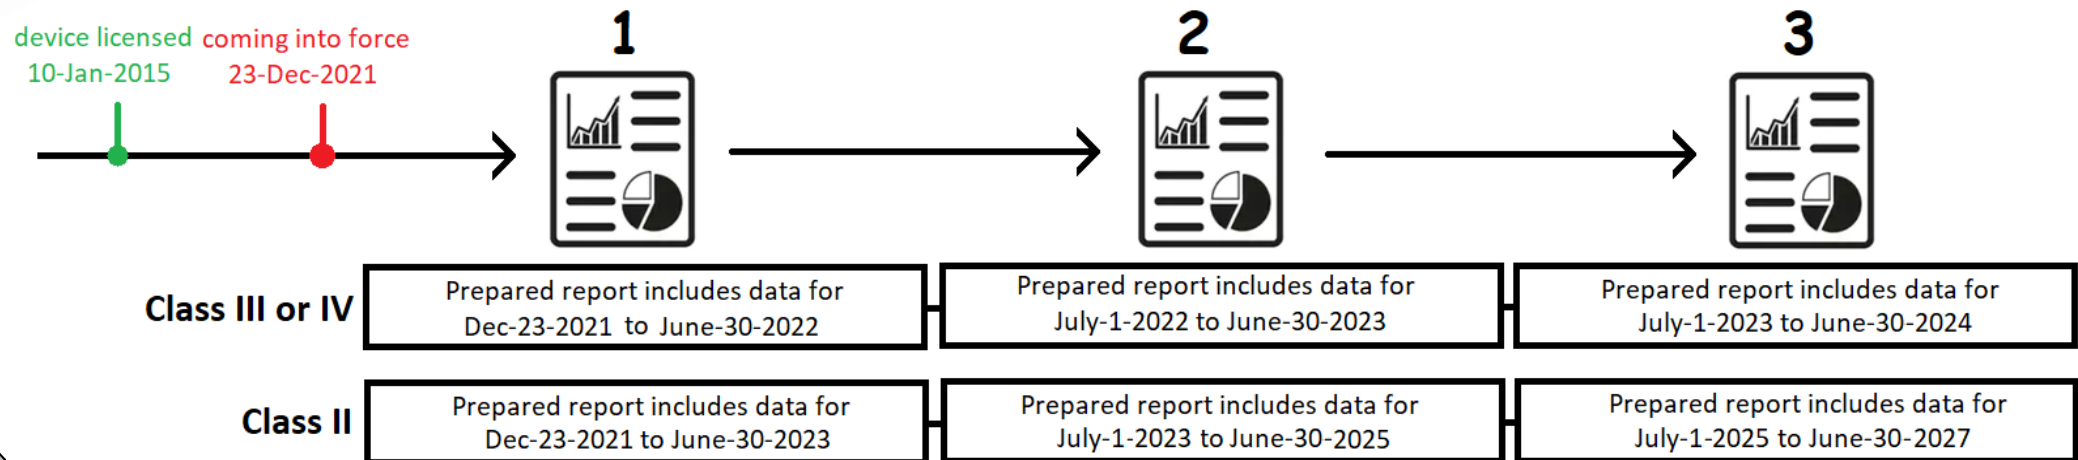 device licensed
10-Jan-2015
coming into force
23-Dec-2021
1
2
3
Class III or IV
Prepared report includes data for
Dec-23-2021 to June-30-2022
Prepared report includes data for
July-1-2022 to June-30-2023
Prepared report includes data for
July-1-2023 to June-30-2024
Class II
Prepared report includes data for
Dec-23-2021 to June-30-2023
Prepared report includes data for
July-1-2023 to June-30-2025
Prepared report includes data for
July-1-2025 to June-30-2027